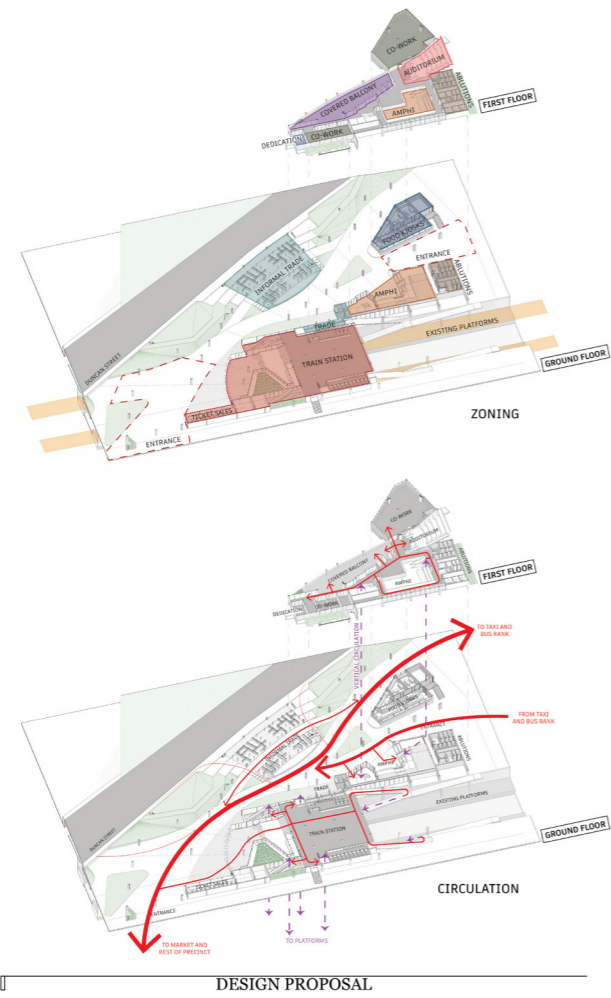 CO-WORK
AUDITORIUM
COVERED BALCONY
ABLUTIONS
AMPHI
FIRST FLOOR
DEDICATION
CO-WORK
FOOD KIOSKS
ENTRANCE
INFORMAL TRADE
ABLUTIONS
AMPHI
TRADE
EXISTING PLATFORMS
DUNCAN STREET
TRAIN STATION
GROUND FLOOR
TICKET SALES
ENTRANCE
ZONING
CO-WORK
AUDITORIUM
COVERED BALCONY
ABLUTIONS
AMPHI
FIRST FLOOR
DEDICATION
CO-WORK
TO TAXI AND
BUS RANK
VERTICAL CIRCULATION
FROM TAXI
AND BUS RANK
ENTRANCE
ABLUTIONS
AMPHI
TRADE
EXISTING PLATFORMS
DUNCAN STREET
TRAIN STATION
GROUND FLOOR
TICKET SALES
ENTRANCE
CIRCULATION
TO MARKET AND
REST OF PRECINCT
TO PLATFORMS
DESIGN PROPOSAL